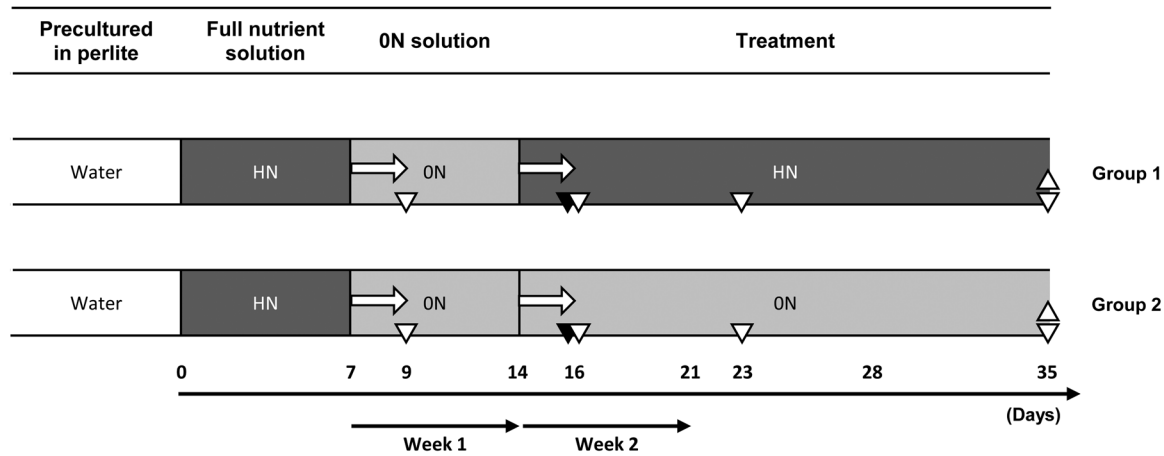 Precultured
in perlite
Full nutrient
solution
0N solution
Treatment
Water
HN
0N
HN
Group 1
Water
HN
0N
0N
Group 2
0 7 9 14 16 21 23 28 35
(Days)
Week 1 Week 2